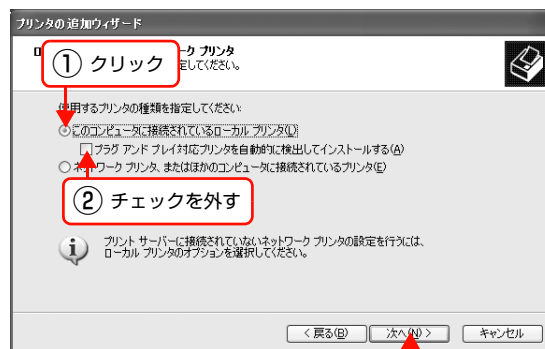 プリンタの追加ウィザード
ーク プリンタ
① クリック
定してください。
使用するプリンタの種類を指定してください:
このコンピュータに接続されているローカル プリンタ(L)
プラグ アンド プレイ対応プリンタを自動的に検出してインストールする(A)
ネットワーク プリンタ、またはほかのコンピュータに接続されているプリンタ(E)
② チェックを外す
プリント サーバーに接続されていないネットワーク プリンタの設定を行うには、
ローカル プリンタのオプションを選択してください。
< 戻る(B)
次へ(N) >
キャンセル